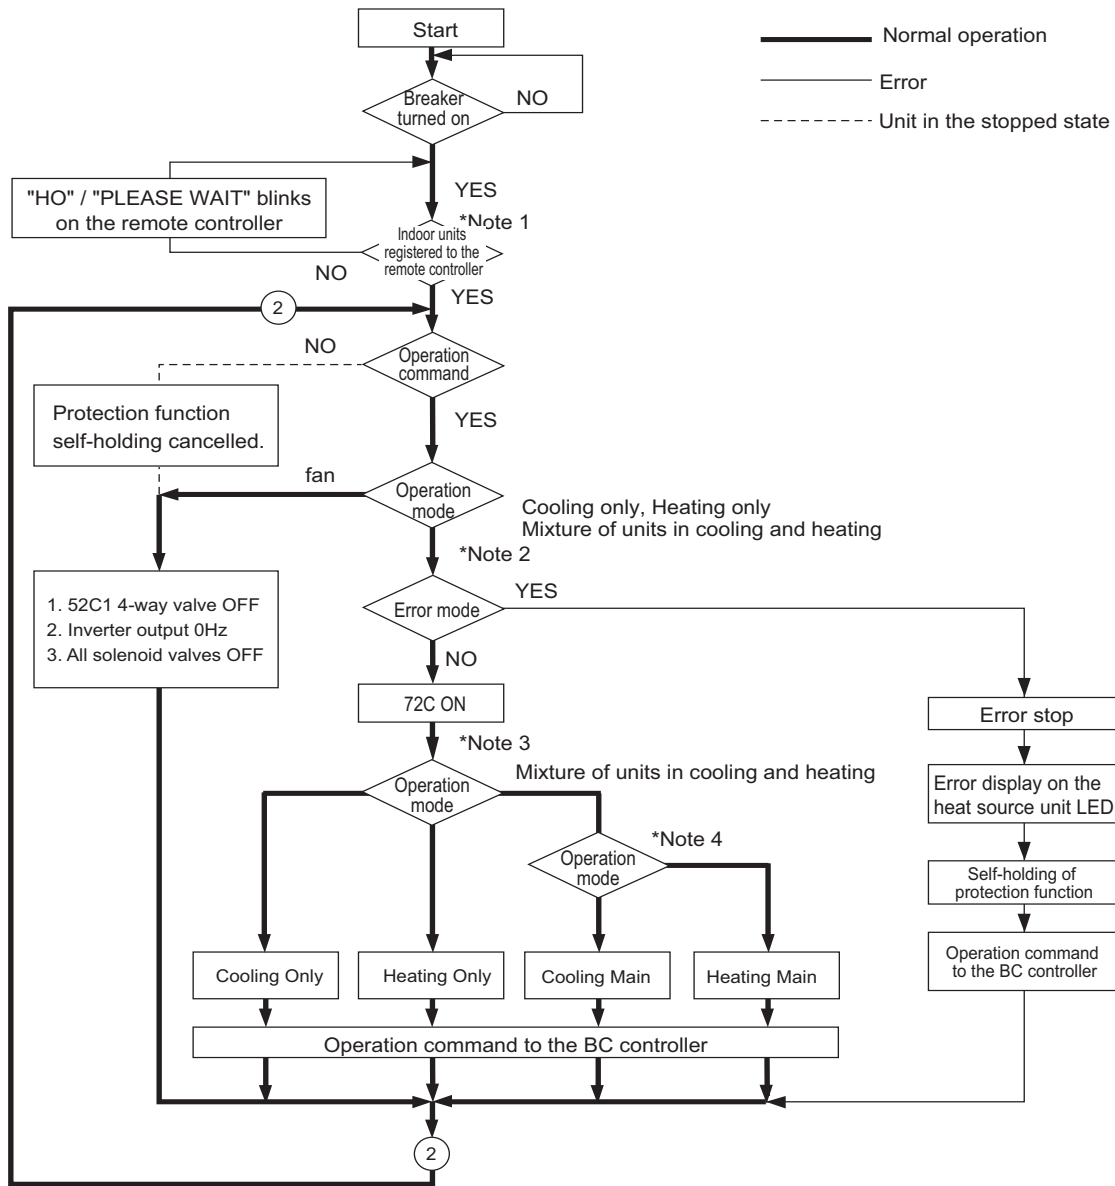 Start
Normal operation
Error
Unit in the stopped state
Breaker
turned on
NO
YES
"HO" / "PLEASE WAIT" blinks
on the remote controller
*Note 1
Indoor units
registered to the
remote controller
NO
YES
2
NO
Operation
command
YES
Protection function
self-holding cancelled.
fan
Operation
mode
Cooling only, Heating only
Mixture of units in cooling and heating
*Note 2
YES
Error mode
NO
1. 52C1 4-way valve OFF
2. Inverter output 0Hz
3. All solenoid valves OFF
72C ON
*Note 3
Operation
mode
Mixture of units in cooling and heating
*Note 4
Operation
mode
Error stop
Error display on the
heat source unit LED
Self-holding of
protection function
Operation command
to the BC controller
Cooling Only
Heating Only
Cooling Main
Heating Main
Operation command to the BC controller
2